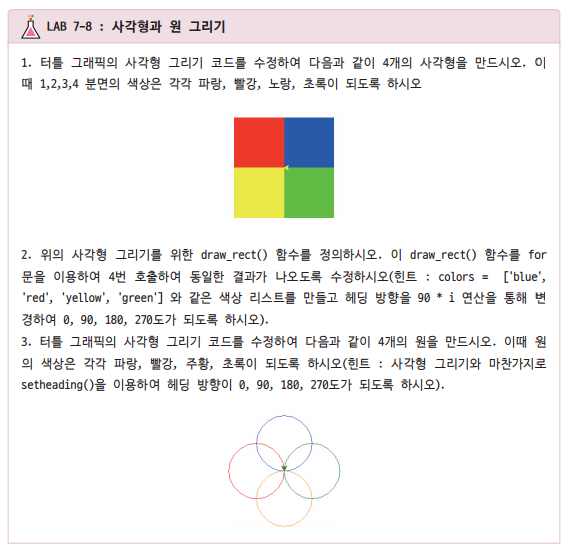 LAB 7-8 : 사각형과 원 그리기
1. 터틀 그래픽의 사각형 그리기 코드를 수정하여 다음과 같이 4개의 사각형을 만드시오. 이
때 1,2,3,4 분면의 색상은 각각 파랑, 빨강, 노랑, 초록이 되도록 하시오
2. 위의 사각형 그리기를 위한 draw_rect() 함수를 정의하시오. 이 draw_rect() 함수를 for
문을 이용하여 4번 호출하여 동일한 결과가 나오도록 수정하시오(힌트 : colors = ['blue',
'red', 'yellow', 'green'] 와 같은 색상 리스트를 만들고 헤딩 방향을 90 * i 연산을 통해 변
경하여 0, 90, 180, 270도가 되도록 하시오).
3. 터틀 그래픽의 사각형 그리기 코드를 수정하여 다음과 같이 4개의 원을 만드시오. 이때 원
의 색상은 각각 파랑, 빨강, 주황, 초록이 되도록 하시오(힌트 : 사각형 그리기와 마찬가지로
setheading()을 이용하여 헤딩 방향이 0, 90, 180, 270도가 되도록 하시오).